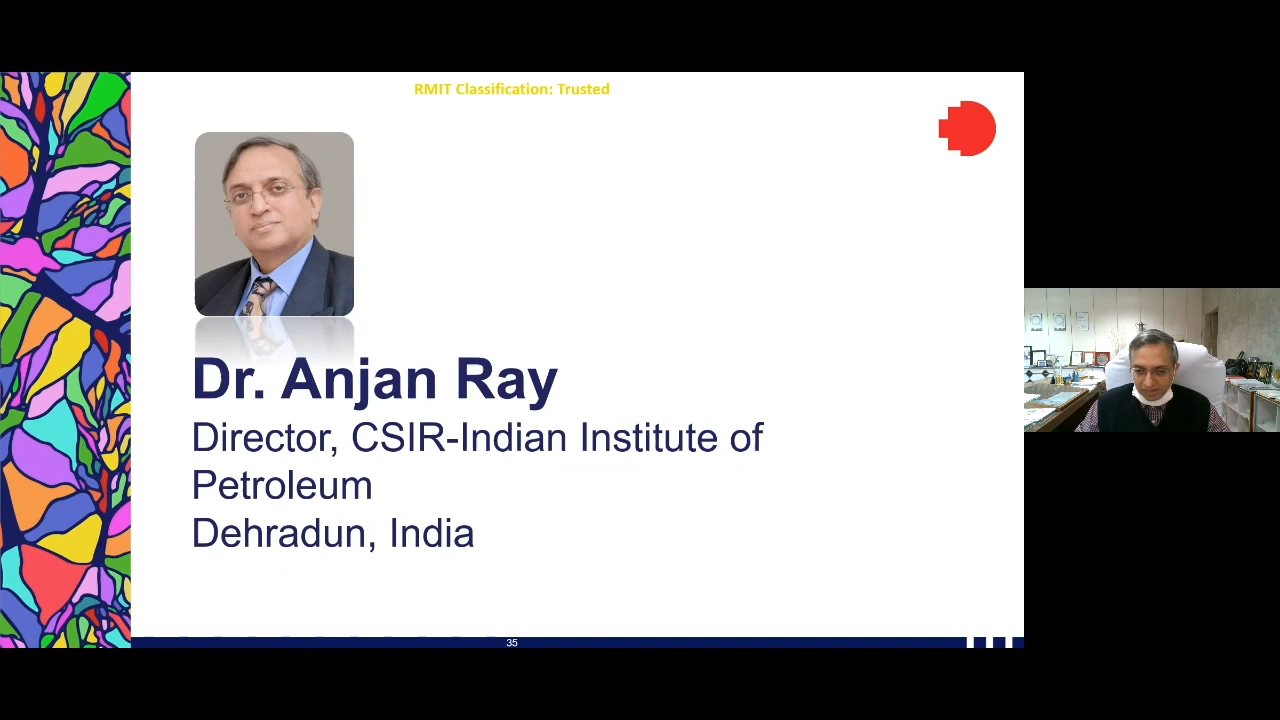 RMIT Classification: Trusted
Dr. Anjan Ray
Director, CSIR-Indian Institute of
Petroleum
Dehradun, India
35